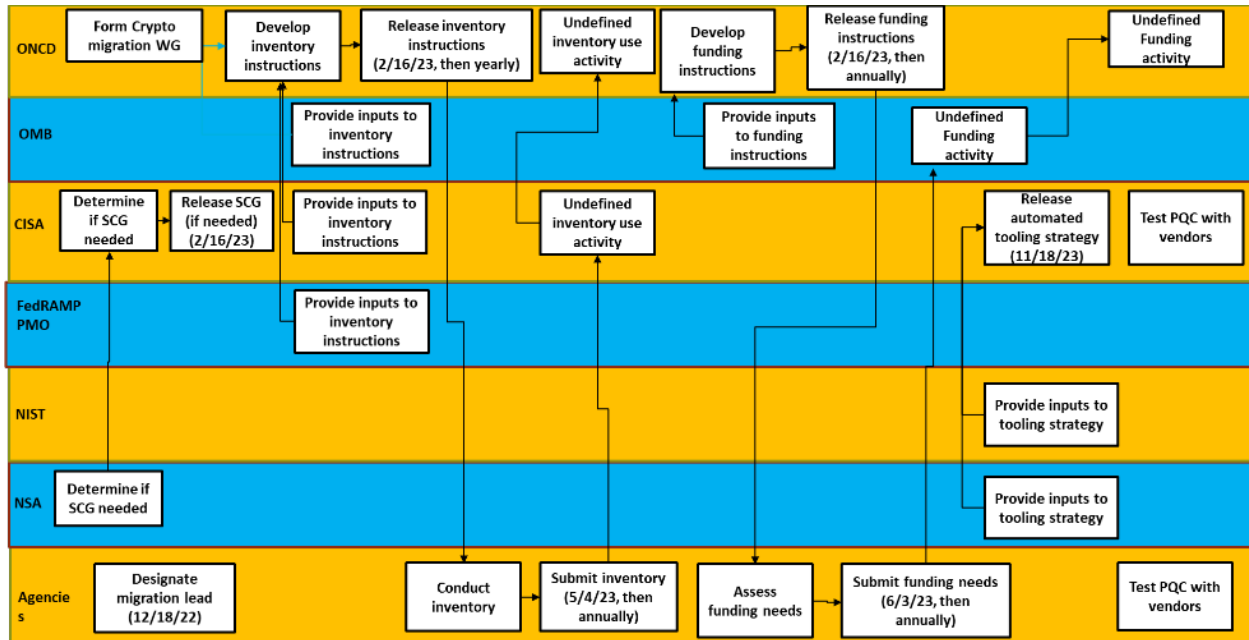 ONCD
Form Crypto
migration WG
Develop
inventory
instructions
Release inventory
instructions
(2/16/23, then yearly)
Undefined
inventory use
activity
Develop
funding
instructions
Release funding
instructions
(2/16/23, then
annually)
Undefined
Funding
activity
OMB
Provide inputs to
inventory
instructions
Provide inputs
to funding
instructions
Undefined
Funding
activity
CISA
Determine
if SCG
needed
Release SCG
(if needed)
(2/16/23)
Provide inputs to
inventory
instructions
Undefined
inventory use
activity
Release
automated
tooling strategy
(11/18/23)
Test PQC with
vendors
FedRAMP
PMO
Provide inputs to
inventory
instructions
NIST
Provide inputs to
tooling strategy
NSA
Determine if
SCG needed
Provide inputs to
tooling strategy
Agencie
s
Designate
migration lead
(12/18/22)
Conduct
inventory
Submit inventory
(5/4/23, then
annually)
Assess
funding needs
Submit funding needs
(6/3/23, then
annually)
Test PQC with
vendors